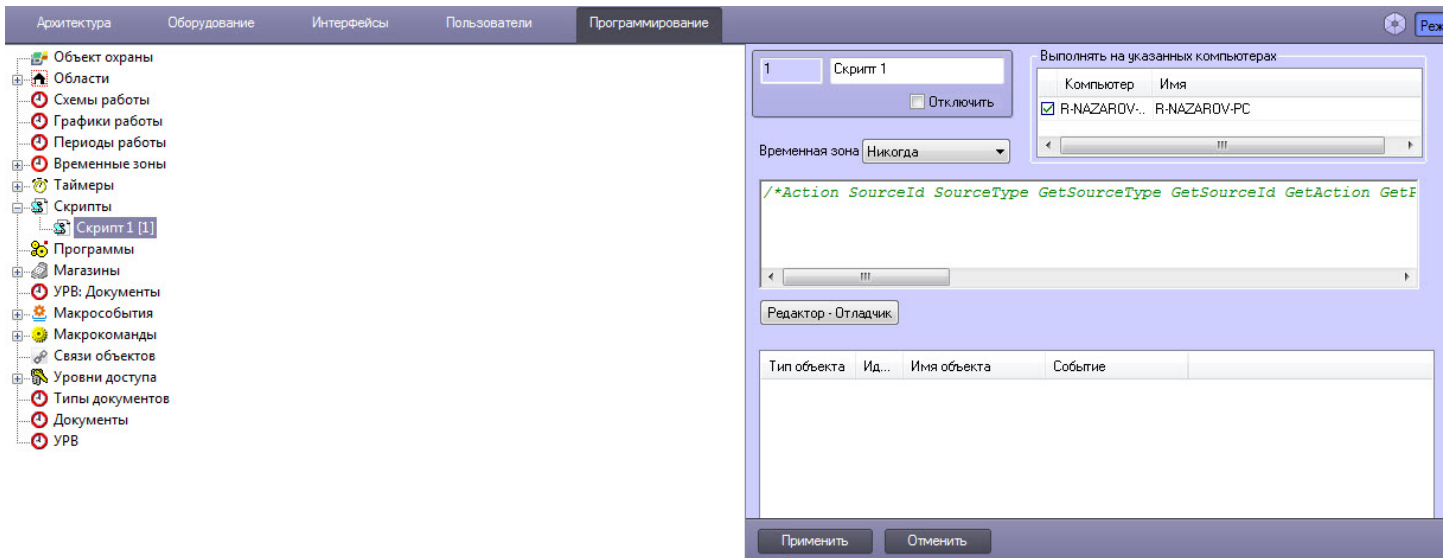 Архитектура Оборудование Интерфейсы Пользователи Программирование
Реж
Объект охраны
Области
Схемы работы
Графики работы
Периоды работы
Временные зоны
Таймеры
Скрипты
Скрипт 1 [1]
Программы
Магазины
УРВ: Документы
Макрособытия
Макрокоманды
Связи объектов
Уровни доступа
Типы документов
Документы
УРВ
1 Скрипт 1
Отключить
Выполнять на указанных компьютерах
Компьютер Имя
R-NAZAROV-... R-NAZAROV-PC
Временная зона Никогда
/*Action SourceId SourceType GetSourceType GetSourceId GetAction GetF
Редактор - Отладчик
Тип объекта Ид... Имя объекта Событие
Применить Отменить